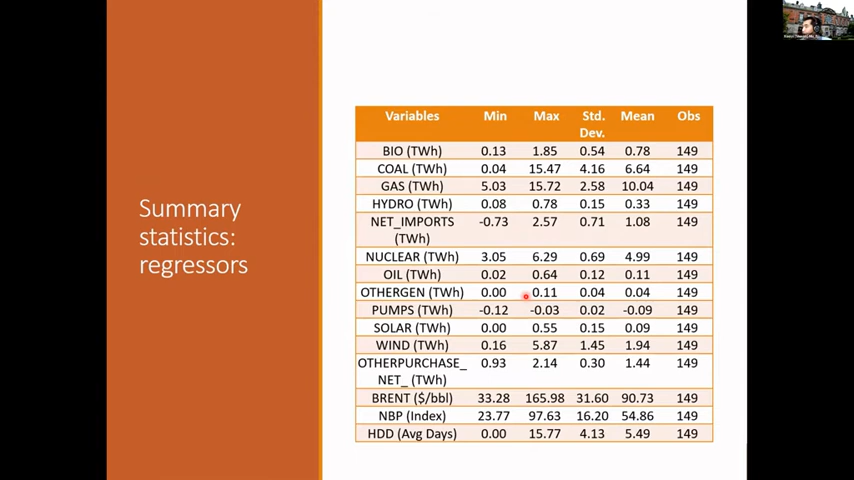 Summary
statistics:
regressors
Variables Min Max Std. Dev. Mean Obs
BIO (TWh) 0.13 1.85 0.54 0.78 149
COAL (TWh) 0.04 15.47 4.16 6.64 149
GAS (TWh) 5.03 15.72 2.58 10.04 149
HYDRO (TWh) 0.08 0.78 0.15 0.33 149
NET_IMPORTS (TWh) -0.73 2.57 0.71 1.08 149
NUCLEAR (TWh) 3.05 6.29 0.69 4.99 149
OIL (TWh) 0.02 0.64 0.12 0.11 149
OTHERGEN (TWh) 0.00 0.11 0.04 0.04 149
PUMPS (TWh) -0.12 -0.03 0.02 -0.09 149
SOLAR (TWh) 0.00 0.55 0.15 0.09 149
WIND (TWh) 0.16 5.87 1.45 1.94 149
OTHERPURCHASE_NET_ (TWh) 0.93 2.14 0.30 1.44 149
BRENT ($/bbl) 33.28 165.98 31.60 90.73 149
NBP (Index) 23.77 97.63 16.20 54.86 149
HDD (Avg Days) 0.00 15.77 4.13 5.49 149